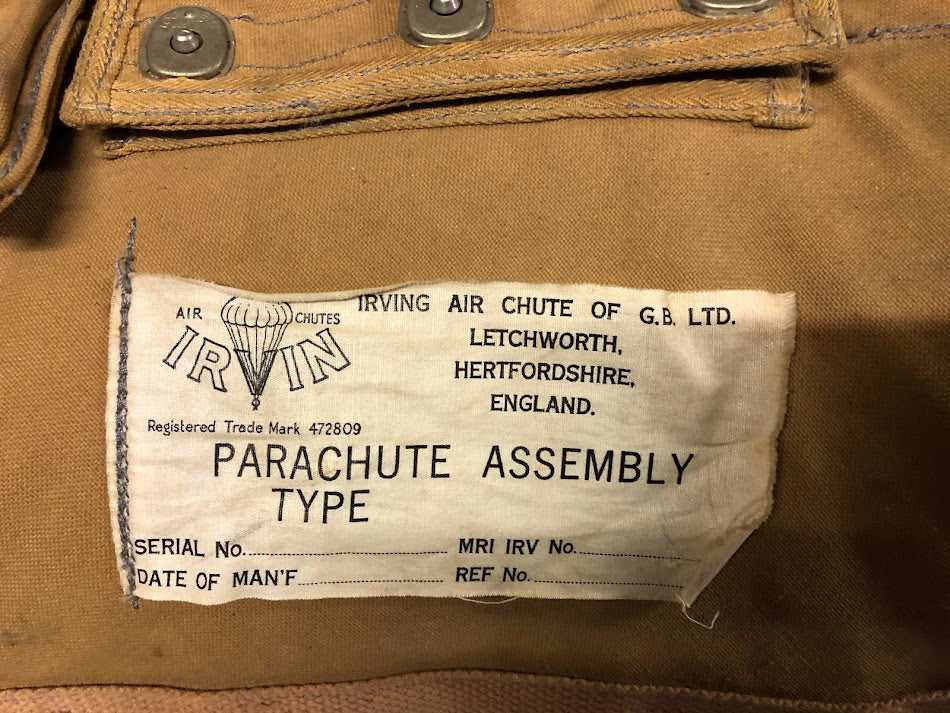 AIR CHUTES
IRVIN
IRVING AIR CHUTE OF G.B. LTD.
LETCHWORTH,
HERTFORDSHIRE,
ENGLAND.
Registered Trade Mark 472809
PARACHUTE ASSEMBLY
TYPE
SERIAL No. MRI IRV No.
DATE OF MAN'F REF No.